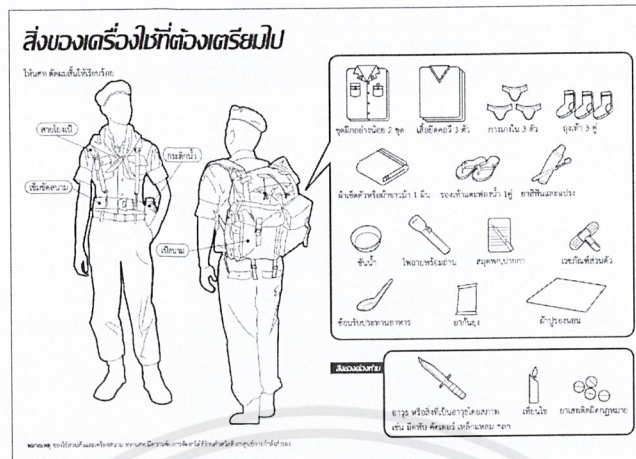 สิ่งของเครื่องใช้ที่ต้องเตรียมไป
ให้นศท.ตัดผมสั้นให้เรียบร้อย
สายโยงเป้
กระติกน้ำ
เข็มขัดสนาม
เป้สนาม
ชุดฝึกอย่างน้อย 2 ชุด
เสื้อยืดคอวี 3 ตัว
กางเกงใน 3 ตัว
ถุงเท้า 3 คู่
ผ้าเช็ดตัวหรือผ้าขาวม้า 1 ผืน
รองเท้าแตะฟองน้ำ 1คู่
ยาสีฟันและแปรง
ขันน้ำ
ไฟฉายพร้อมถ่าน
สมุดพก,ปากกา
เวชภัณฑ์ส่วนตัว
ช้อนรับประทานอาหาร
ยากันยุง
ผ้าปูรองนอน
สิ่งของต้องห้าม
อาวุธ หรือสิ่งที่เป็นอาวุธโดยสภาพ
เช่น มีดพับ คัตเตอร์ เหล็กแหลม ฯลฯ
เทียนไข
ยาเสพติดผิดกฎหมาย
หมายเหตุ